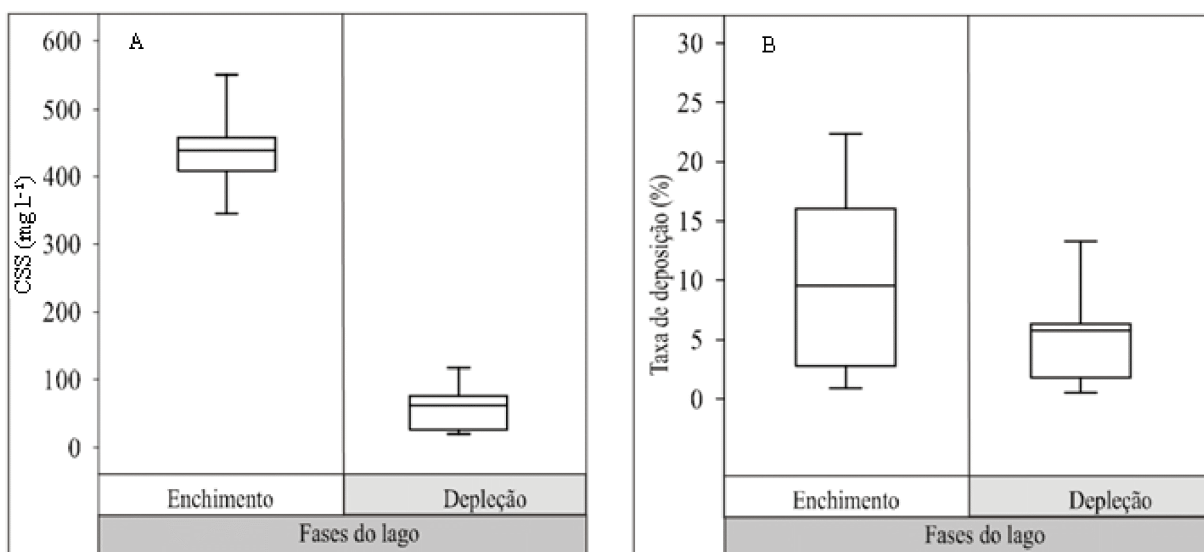 A
CSS (mg l⁻¹)
600
500
400
300
200
100
0
Enchimento
Depleção
Fases do lago
B
Taxa de deposição (%)
30
25
20
15
10
5
0
Enchimento
Depleção
Fases do lago